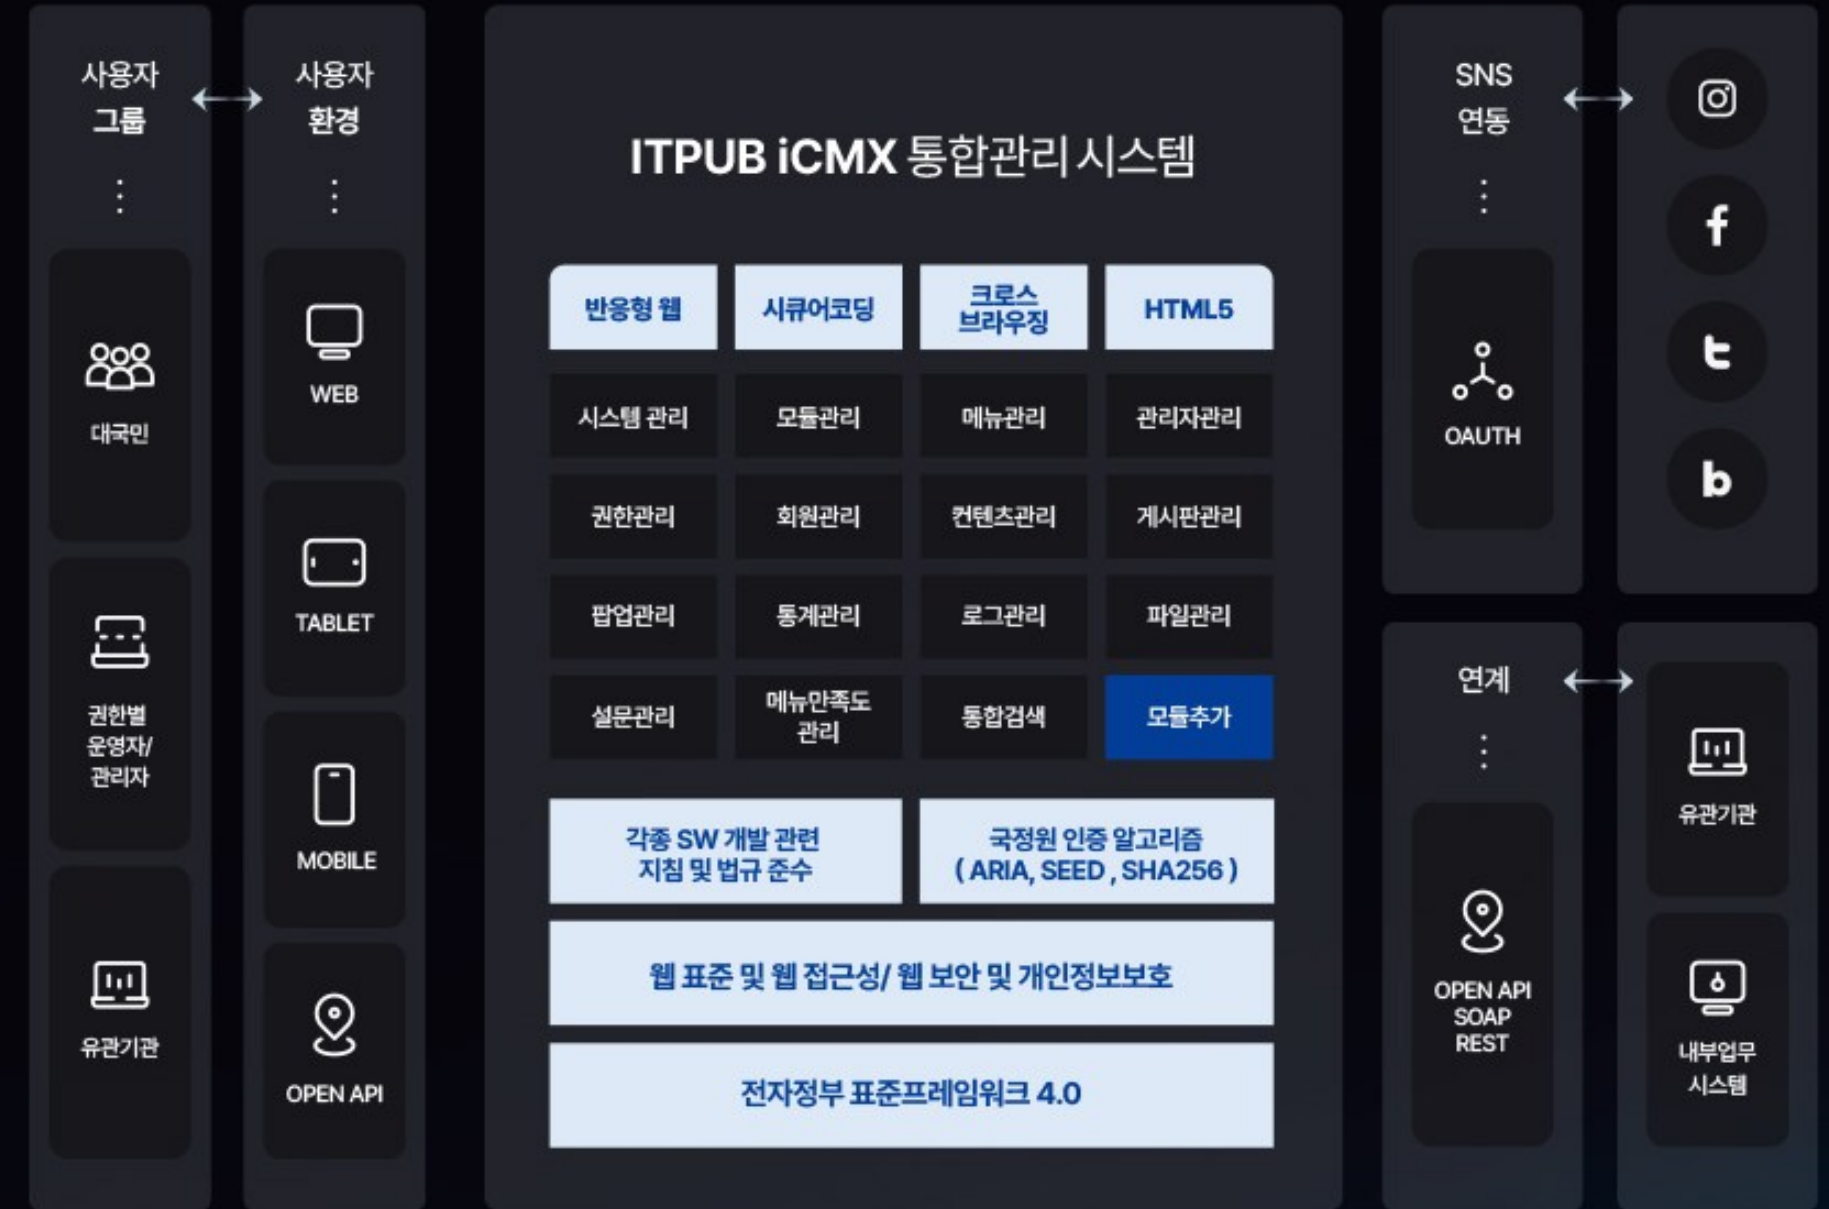 사용자
그룹
대국민
권한별
운영자/
관리자
유관기관
사용자
환경
WEB
TABLET
MOBILE
OPEN API
ITPUB iCMX 통합관리 시스템
반응형 웹
시큐어코딩
크로스
브라우징
HTML5
시스템 관리
모듈관리
메뉴관리
관리자관리
권한관리
회원관리
컨텐츠관리
게시판관리
팝업관리
통계관리
로그관리
파일관리
설문관리
메뉴만족도
관리
통합검색
모듈추가
각종 SW 개발 관련
지침 및 법규 준수
국정원 인증 알고리즘
( ARIA, SEED , SHA256 )
웹 표준 및 웹 접근성/ 웹 보안 및 개인정보보호
전자정부 표준프레임워크 4.0
SNS
연동
OAUTH
연계
OPEN API
SOAP
REST
유관기관
내부업무
시스템